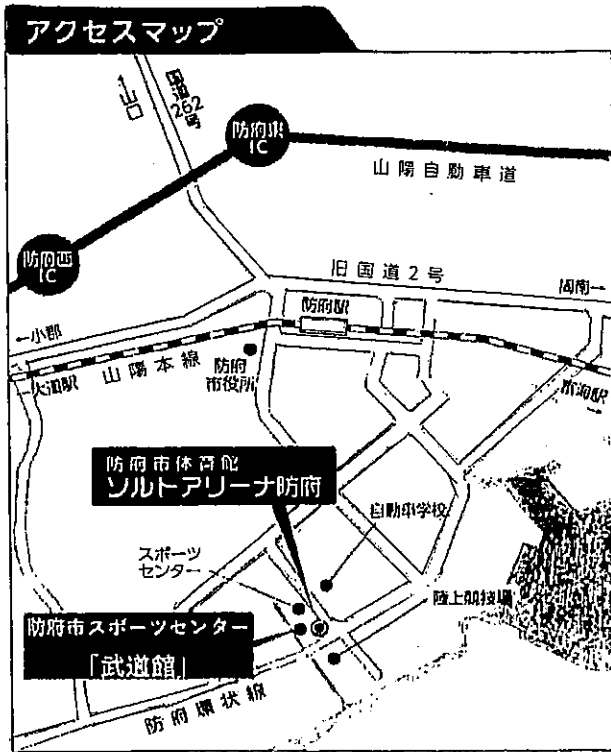 アクセスマップ
↑山口
国道262号
防府東
IC
山陽自動車道
防府西
IC
旧国道2号
周南→
防府駅
←小郡
山陽本線
防府
市役所
←大道駅
富海駅
→
防府市体育館
ソルトアリーナ防府
自動車学校
スポーツ
センター
陸上競技場
防府市スポーツセンター
「武道館」
防府環状線